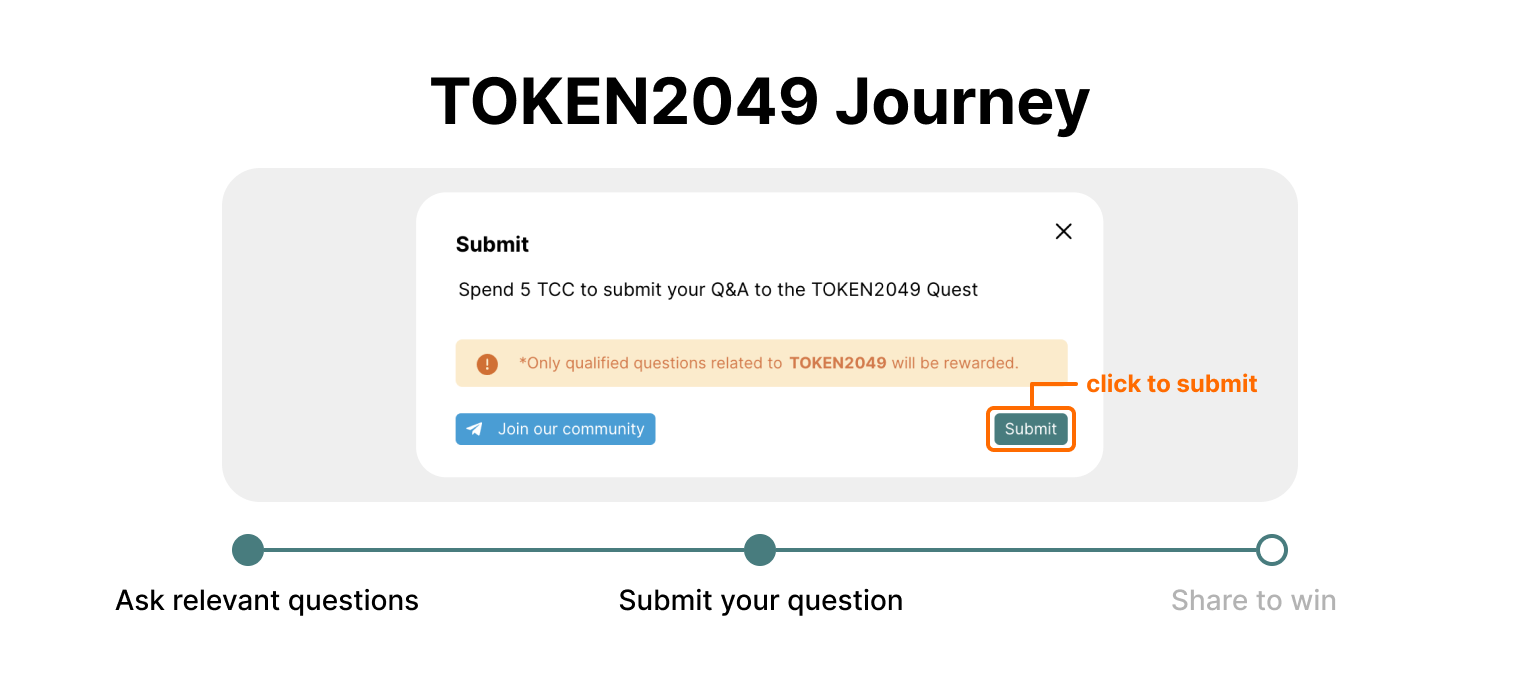 TOKEN2049 Journey
Submit
Spend 5 TCC to submit your Q&A to the TOKEN2049 Quest
*Only qualified questions related to TOKEN2049 will be rewarded.
click to submit
Join our community
Submit
Ask relevant questions
Submit your question
Share to win